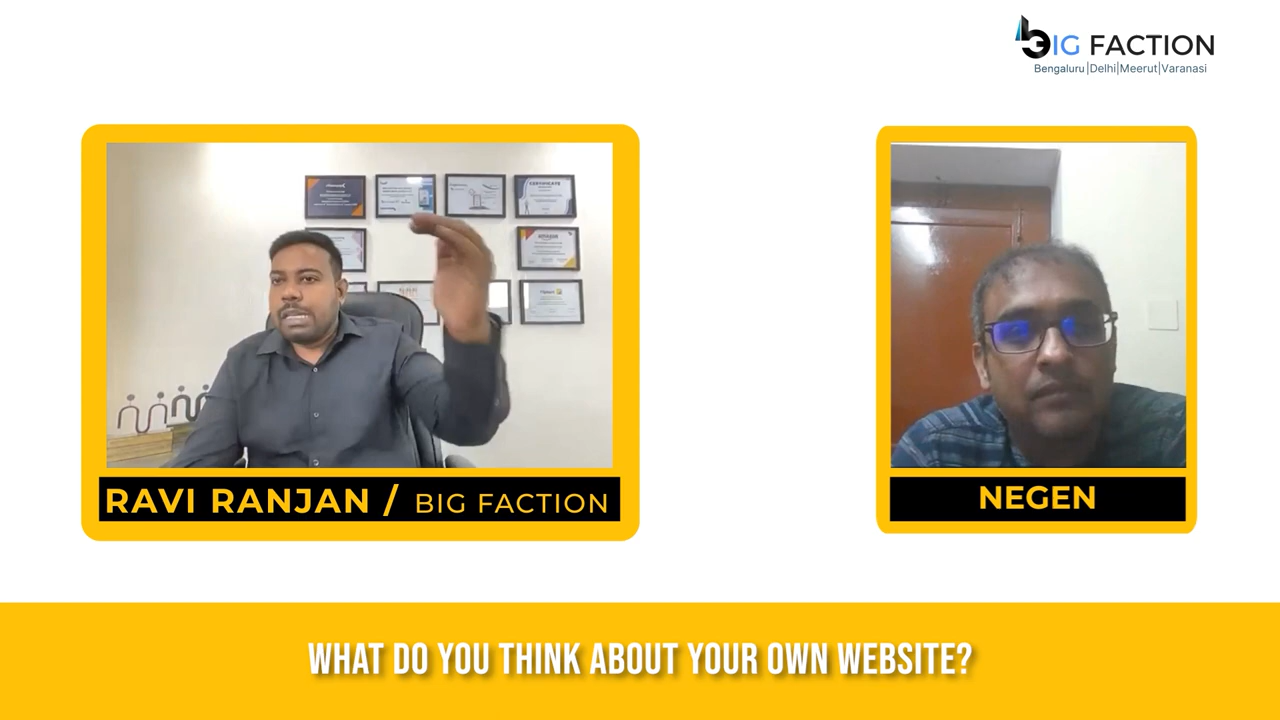 BIG FACTION
Bengaluru|Delhi|Meerut|Varanasi
CERTIFICATE
RAVI RANJAN / BIG FACTION
NEGEN
WHAT DO YOU THINK ABOUT YOUR OWN WEBSITE?